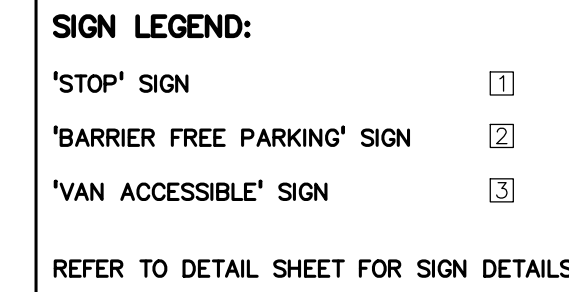 SIGN LEGEND:
'STOP' SIGN 1
'BARRIER FREE PARKING' SIGN 2
'VAN ACCESSIBLE' SIGN 3
REFER TO DETAIL SHEET FOR SIGN DETAILS